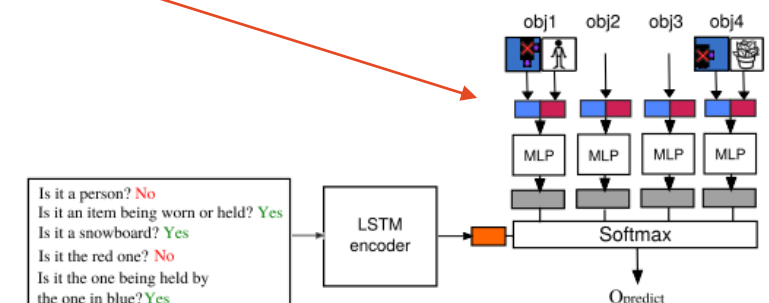 obj1 obj2 obj3 obj4
MLP MLP MLP MLP
Is it a person? No
Is it an item being worn or held? Yes
Is it a snowboard? Yes
Is it the red one? No
Is it the one being held by
the one in blue? Yes
LSTM
encoder
Softmax
Opredict